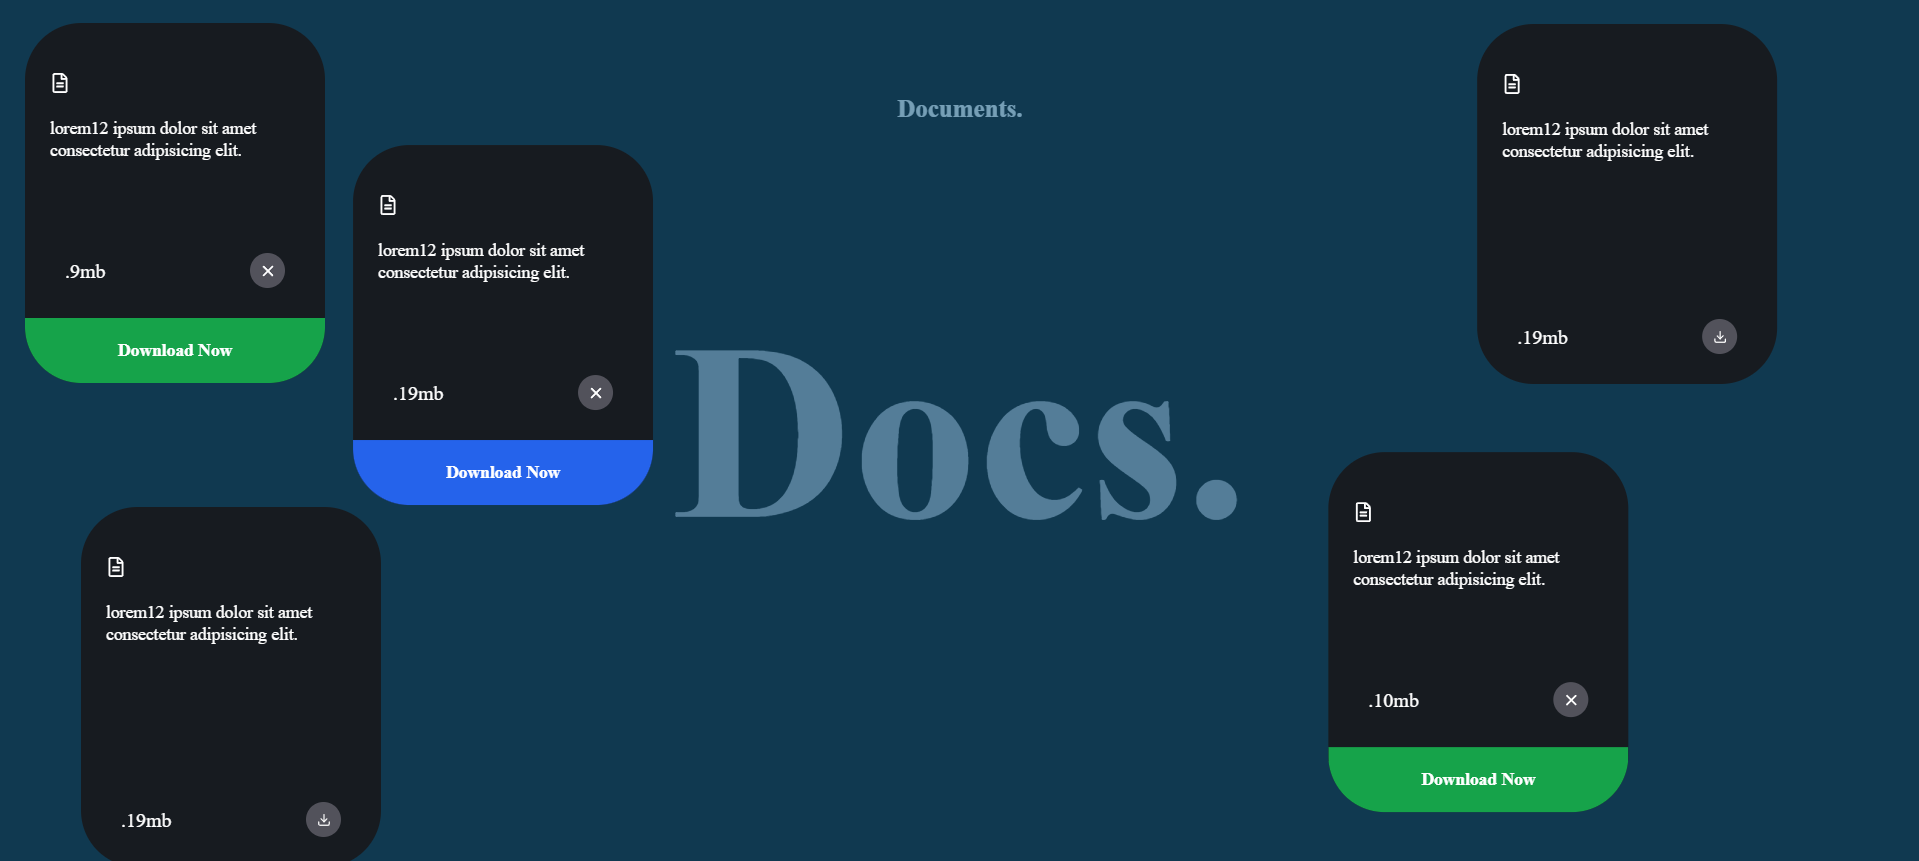 lorem12 ipsum dolor sit amet
consectetur adipisicing elit.
.9mb
Download Now
lorem12 ipsum dolor sit amet
consectetur adipisicing elit.
.19mb
Download Now
lorem12 ipsum dolor sit amet
consectetur adipisicing elit.
.19mb
Documents.
Docs.
lorem12 ipsum dolor sit amet
consectetur adipisicing elit.
.19mb
lorem12 ipsum dolor sit amet
consectetur adipisicing elit.
.10mb
Download Now